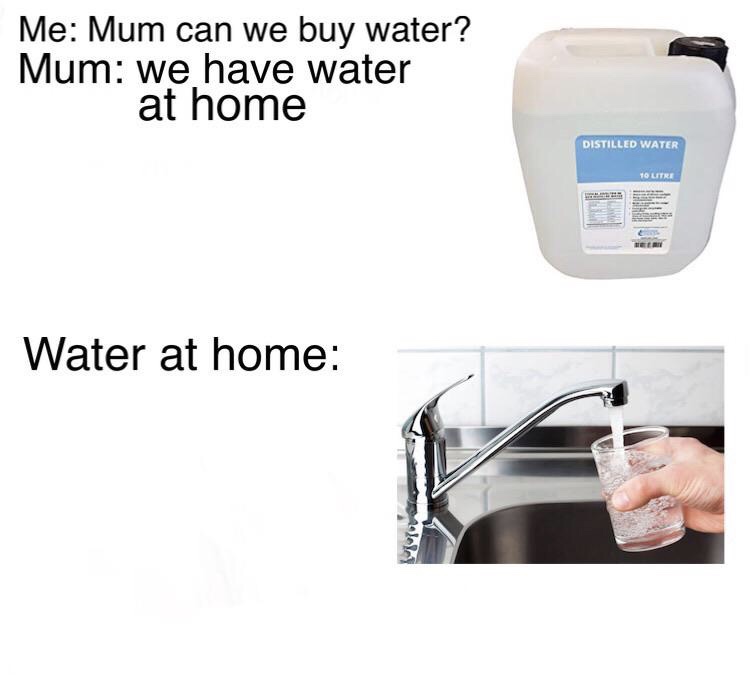 Me: Mum can we buy water?
Mum: we have water
at home
DISTILLED WATER
10 LITRE
Water at home: